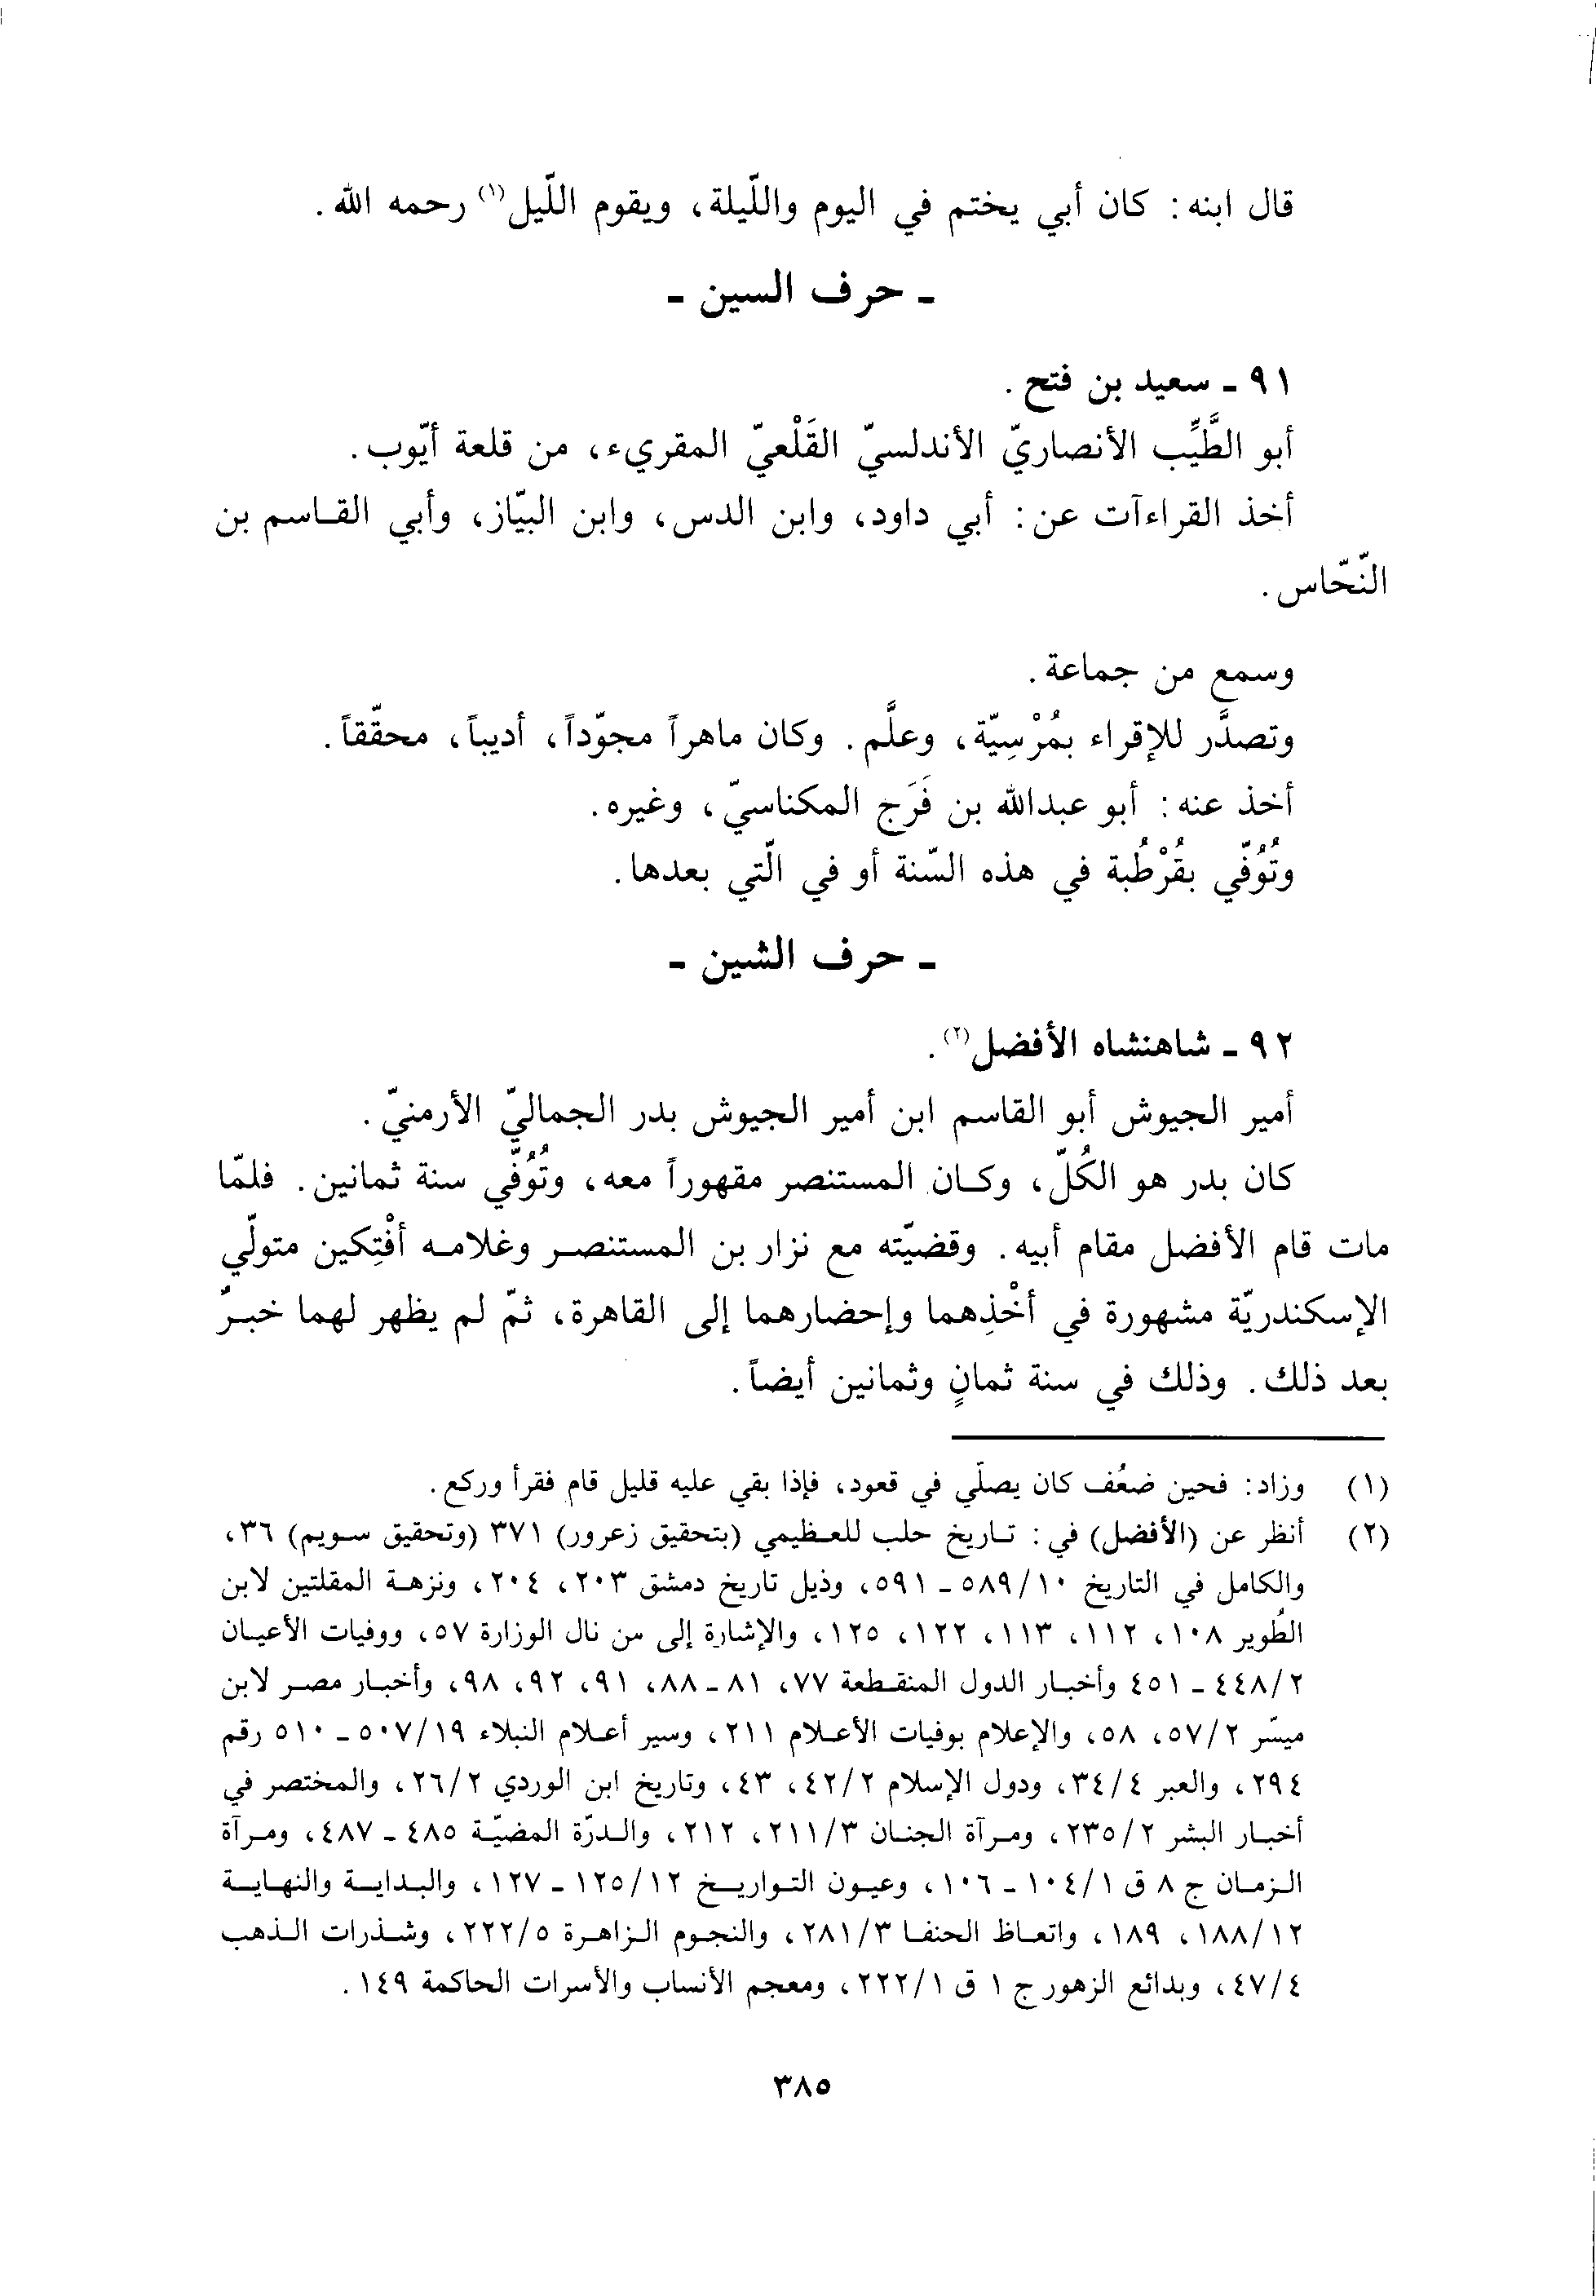 قال ابنه: كان أبي يختم في اليوم واللّيلة، ويقوم اللّيل(١) رحمه الله.
ـ حرف السين ـ
٩١ ـ سعيد بن فتح.
أبو الطَّيِّب الأنصاريّ الأندلسيّ القَلْعيّ المقريء، من قلعة أيّوب.
أخذ القراءآت عن: أبي داود، وابن الدس، وابن البيّاز، وأبي القاسم بن
النّحّاس.
وسمع من جماعة.
وتصدَّر للإقراء بمُرْسِيّة، وعلَّم. وكان ماهراً مجوّداً، أديباً، محقّقاً.
أخذ عنه: أبو عبدالله بن فَرَج المكناسيّ، وغيره.
وتُوُفّي بقُرْطُبة في هذه السّنة أو في الّتي بعدها.
ـ حرف الشين ـ
٩٢ ـ شاهنشاه الأفضل(٢).
أمير الجيوش أبو القاسم ابن أمير الجيوش بدر الجماليّ الأرمنيّ.
كان بدر هو الكُلّ، وكان المستنصر مقهوراً معه، وتُوُفّي سنة ثمانين. فلمّا
مات قام الأفضل مقام أبيه. وقضيّته مع نزار بن المستنصر وغلامه أفْتِكين متولّي
الإسكندريّة مشهورة في أخْذِهما وإحضارهما إلى القاهرة، ثمّ لم يظهر لهما خبرٌ
بعد ذلك. وذلك في سنة ثمانٍ وثمانين أيضاً.
(١) وزاد: فحين ضعُف كان يصلّي في قعود، فإذا بقي عليه قليل قام فقرأ وركع.
(٢) أنظر عن (الأفضل) في: تاريخ حلب للعظيمي (بتحقيق زعرور) ٣٧١ (وتحقيق سويم) ٣٦،
والكامل في التاريخ ٥٨٩/١٠ ـ ٥٩١، وذيل تاريخ دمشق ٢٠٣، ٢٠٤، ونزهة المقلتين لابن
الطُوير ١٠٨، ١١٢، ١١٣، ١٢٢، ١٢٥، والإشارة إلى من نال الوزارة ٥٧، ووفيات الأعيان
٤٤٨/٢ ـ ٤٥١ وأخبار الدول المنقطعة ٧٧، ٨١ ـ ٨٨، ٩١، ٩٢، ٩٨، وأخبار مصر لابن
ميسّر ٥٧/٢، ٥٨، والإعلام بوفيات الأعلام ٢١١، وسير أعلام النبلاء ٥٠٧/١٩ ـ ٥١٠ رقم
٢٩٤، والعبر ٣٤/٤، ودول الإسلام ٤٢/٢، ٤٣، وتاريخ ابن الوردي ٢٦/٢، والمختصر في
أخبار البشر ٢٣٥/٢، ومرآة الجنان ٢١١/٣، ٢١٢، والدرّة المضيّة ٤٨٥ ـ ٤٨٧، ومرآة
الزمان ج ٨ ق ١٠٤/١ ـ ١٠٦، وعيون التواريخ ١٢٥/١٢ ـ ١٢٧، والبداية والنهاية
١٨٨/١٢، ١٨٩، واتعاظ الحنفا ٢٨١/٣، والنجوم الزاهرة ٢٢٢/٥، وشذرات الذهب
٤٧/٤، وبدائع الزهور ج ١ ق ٢٢٢/١، ومعجم الأنساب والأسرات الحاكمة ١٤٩.
٣٨٥